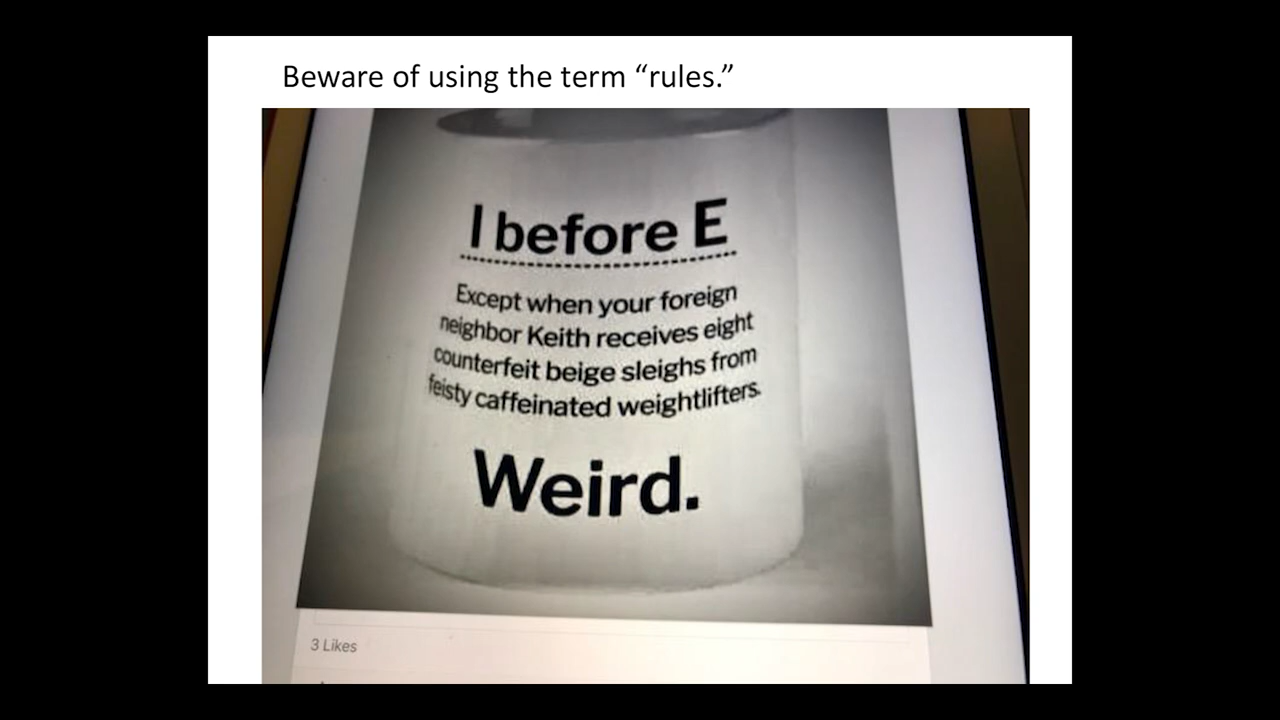 Beware of using the term “rules.”
I before E
Except when your foreign
neighbor Keith receives eight
counterfeit beige sleighs from
feisty caffeinated weightlifters.
Weird.
3 Likes